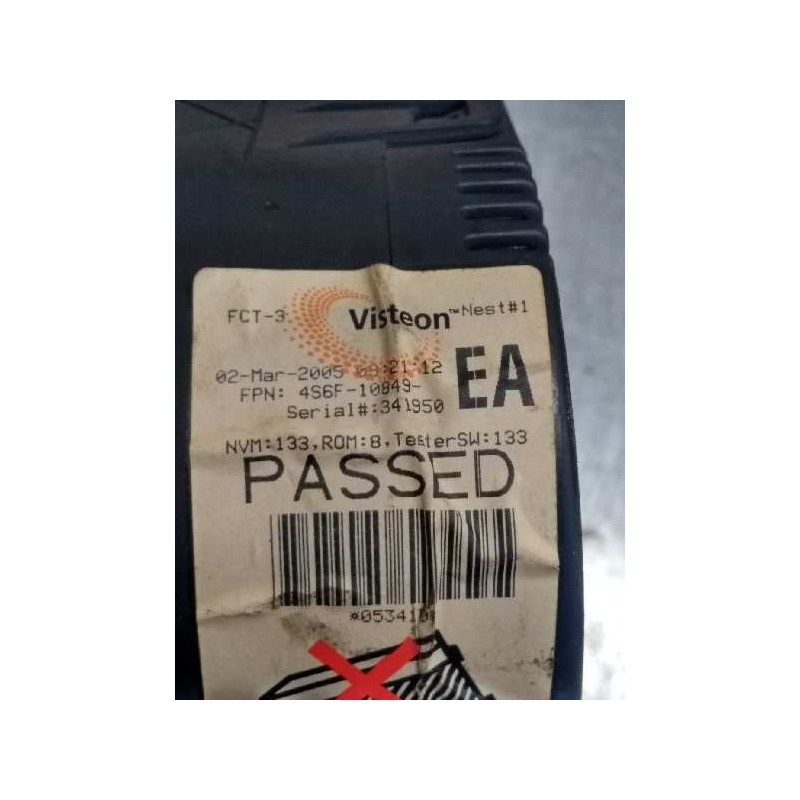 FCT-3 Visteon™ Nest#1
02-Mar-2005 09:21:12 EA
FPN: 4S6F-10849-
Serial#:341950
NVM:133,ROM:8,TesterSW:133
PASSED
*053410